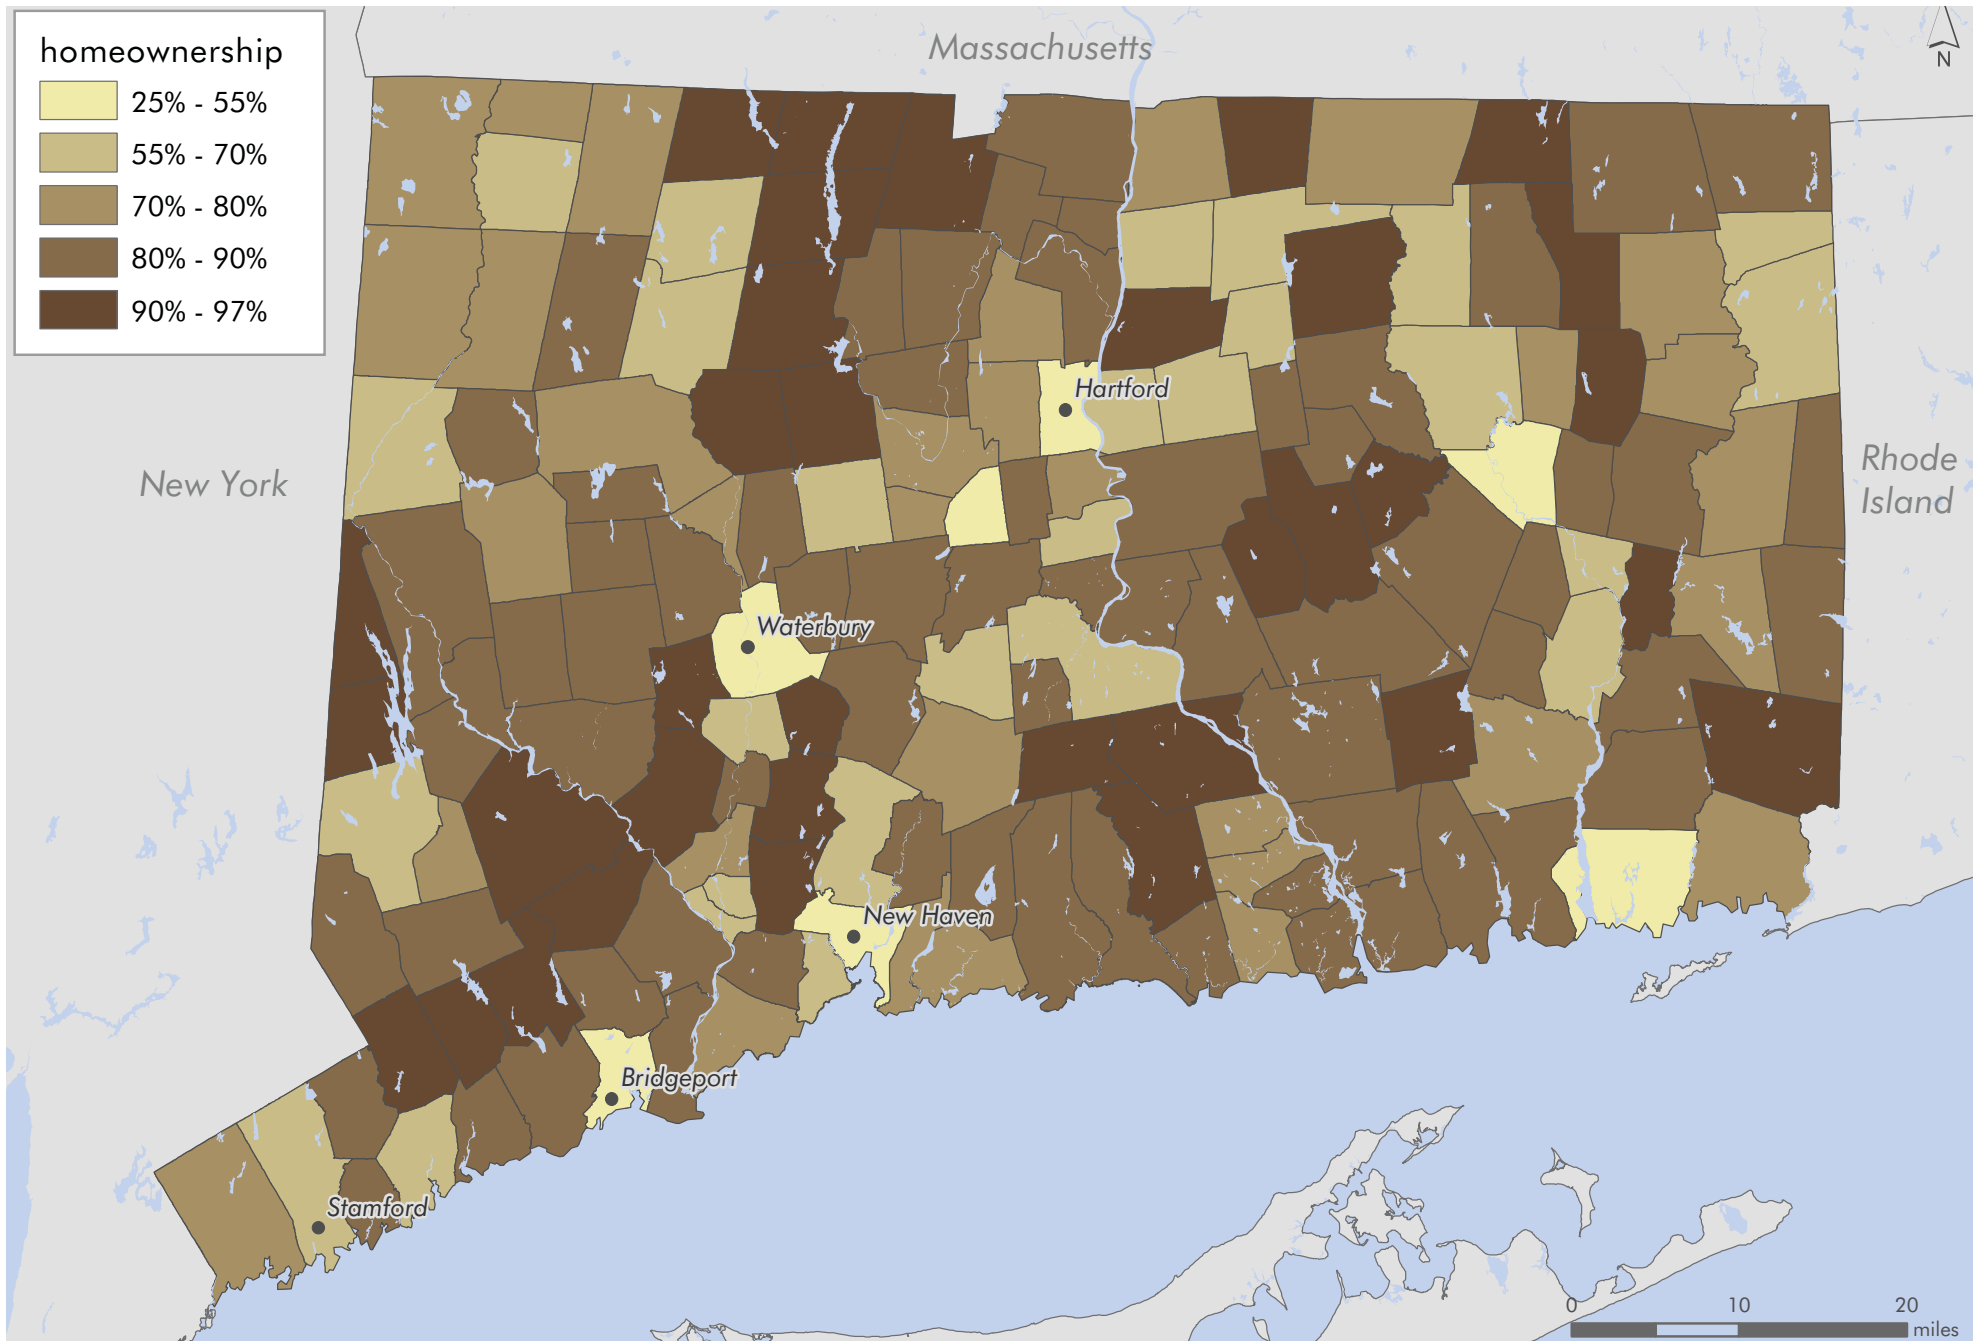 homeownership
25% - 55%
55% - 70%
70% - 80%
80% - 90%
90% - 97%
Massachusetts
N
Hartford
New York
Rhode
Island
Waterbury
New Haven
Bridgeport
Stamford
0 10 20
miles